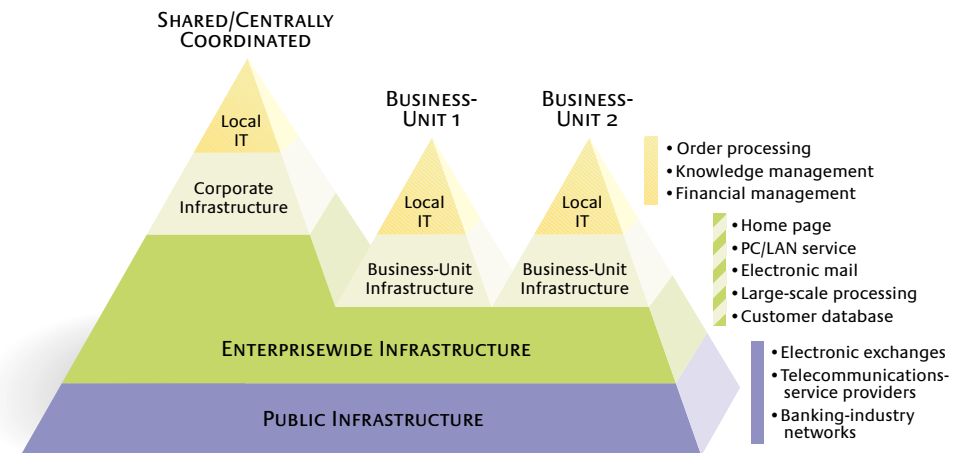 SHARED/CENTRALLY
COORDINATED
BUSINESS-
UNIT 1
BUSINESS-
UNIT 2
Local
IT
Corporate
Infrastructure
Local
IT
Business-Unit
Infrastructure
Local
IT
Business-Unit
Infrastructure
ENTERPRISEWIDE INFRASTRUCTURE
PUBLIC INFRASTRUCTURE
• Order processing
• Knowledge management
• Financial management
• Home page
• PC/LAN service
• Electronic mail
• Large-scale processing
• Customer database
• Electronic exchanges
• Telecommunications-
service providers
• Banking-industry
networks